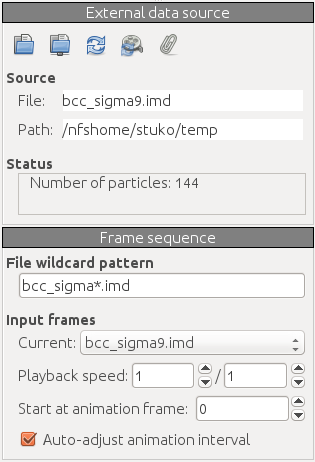 External data source
Source
File: bcc_sigma9.imd
Path: /nfshome/stuko/temp
Status
Number of particles: 144
Frame sequence
File wildcard pattern
bcc_sigma*.imd
Input frames
Current: bcc_sigma9.imd
Playback speed: 1 / 1
Start at animation frame: 0
Auto-adjust animation interval